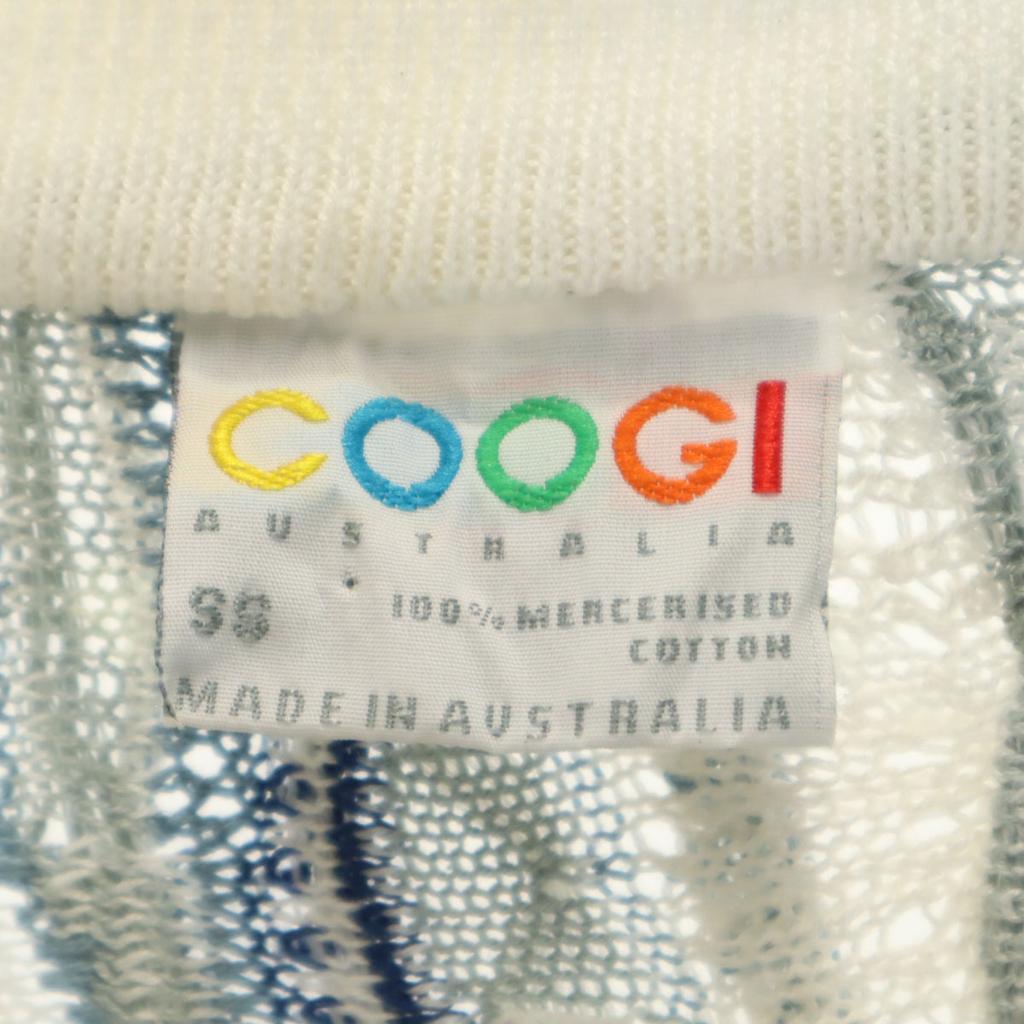 COOGI
AUSTRALIA
SS 100% MERCERISED
COTTON
MADE IN AUSTRALIA